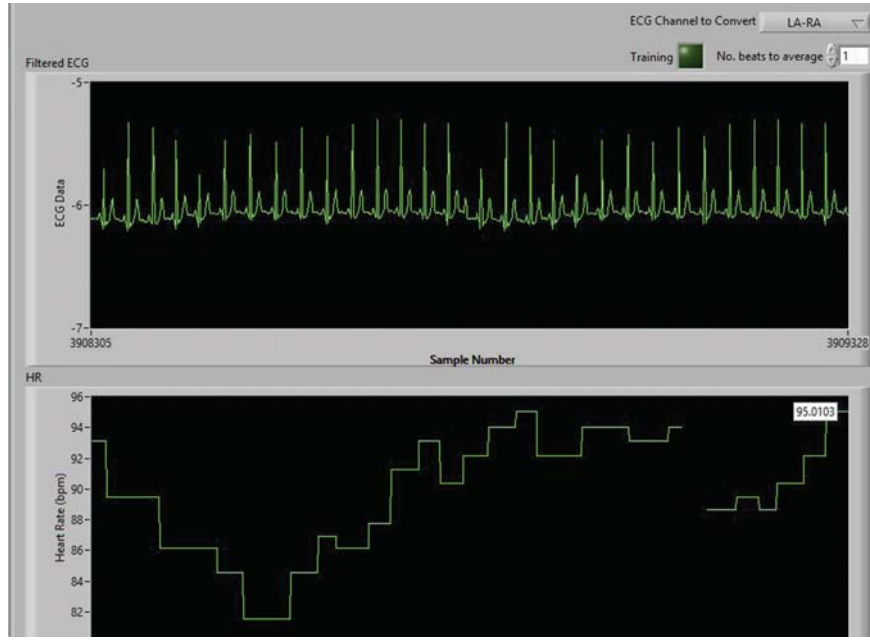 ECG Channel to Convert LA-RA
Training No. beats to average 1
Filtered ECG
-5
-6
-7
ECG Data
3908305 3909328
Sample Number
HR
96
94
92
90
88
86
84
82
Heart Rate (bpm)
95.0103